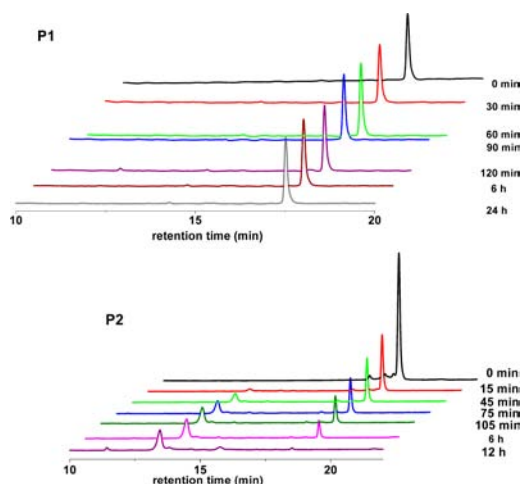 P1
0 min
30 min
60 min
90 min
120 min
6 h
24 h
10 15 20
retention time (min)
P2
0 mins
15 min
45 min
75 min
105 min
6 h
12 h
10 15 20
retention time (min)